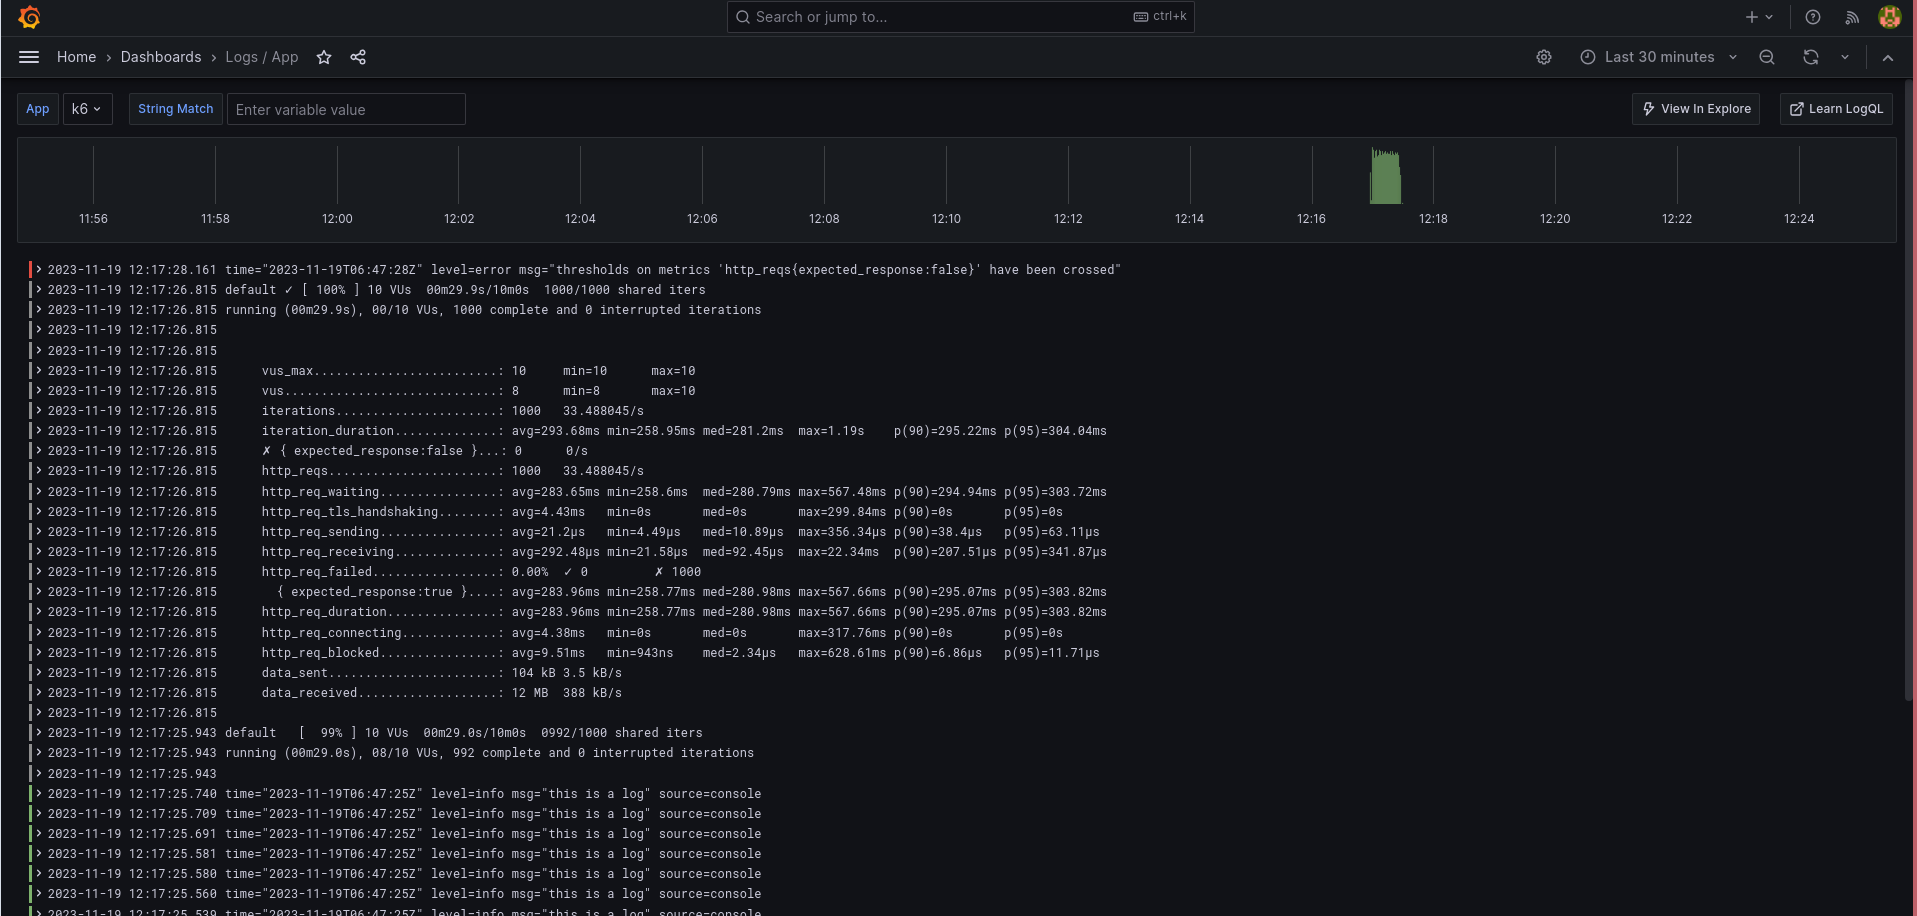 Search or jump to...
ctrl+k
Home › Dashboards › Logs / App
Last 30 minutes
App k6 String Match Enter variable value
View In Explore
Learn LogQL
11:56 11:58 12:00 12:02 12:04 12:06 12:08 12:10 12:12 12:14 12:16 12:18 12:20 12:22 12:24
2023-11-19 12:17:28.161 time="2023-11-19T06:47:28Z" level=error msg="thresholds on metrics 'http_reqs{expected_response:false}' have been crossed"
2023-11-19 12:17:26.815 default ✓ [ 100% ] 10 VUs  00m29.9s/10m0s  1000/1000 shared iters
2023-11-19 12:17:26.815 running (00m29.9s), 00/10 VUs, 1000 complete and 0 interrupted iterations
2023-11-19 12:17:26.815
2023-11-19 12:17:26.815
2023-11-19 12:17:26.815      vus_max.........................: 10     min=10      max=10
2023-11-19 12:17:26.815      vus.............................: 8      min=8       max=10
2023-11-19 12:17:26.815      iterations......................: 1000   33.488045/s
2023-11-19 12:17:26.815      iteration_duration..............: avg=293.68ms min=258.95ms med=281.2ms  max=1.19s    p(90)=295.22ms p(95)=304.04ms
2023-11-19 12:17:26.815      ✗ { expected_response:false }...: 0      0/s
2023-11-19 12:17:26.815      http_reqs.......................: 1000   33.488045/s
2023-11-19 12:17:26.815      http_req_waiting................: avg=283.65ms min=258.6ms  med=280.79ms max=567.48ms p(90)=294.94ms p(95)=303.72ms
2023-11-19 12:17:26.815      http_req_tls_handshaking........: avg=4.43ms   min=0s       med=0s       max=299.84ms p(90)=0s       p(95)=0s
2023-11-19 12:17:26.815      http_req_sending................: avg=21.2µs   min=4.49µs   med=10.89µs  max=356.34µs p(90)=38.4µs   p(95)=63.11µs
2023-11-19 12:17:26.815      http_req_receiving..............: avg=292.48µs min=21.58µs  med=92.45µs  max=22.34ms  p(90)=207.51µs p(95)=341.87µs
2023-11-19 12:17:26.815      http_req_failed.................: 0.00%  ✓ 0         ✗ 1000
2023-11-19 12:17:26.815        { expected_response:true }....: avg=283.96ms min=258.77ms med=280.98ms max=567.66ms p(90)=295.07ms p(95)=303.82ms
2023-11-19 12:17:26.815      http_req_duration...............: avg=283.96ms min=258.77ms med=280.98ms max=567.66ms p(90)=295.07ms p(95)=303.82ms
2023-11-19 12:17:26.815      http_req_connecting.............: avg=4.38ms   min=0s       med=0s       max=317.76ms p(90)=0s       p(95)=0s
2023-11-19 12:17:26.815      http_req_blocked................: avg=9.51ms   min=943ns    med=2.34µs   max=628.61ms p(90)=6.86µs   p(95)=11.71µs
2023-11-19 12:17:26.815      data_sent.......................: 104 kB 3.5 kB/s
2023-11-19 12:17:26.815      data_received...................: 12 MB  388 kB/s
2023-11-19 12:17:26.815
2023-11-19 12:17:25.943 default   [  99% ] 10 VUs  00m29.0s/10m0s  0992/1000 shared iters
2023-11-19 12:17:25.943 running (00m29.0s), 08/10 VUs, 992 complete and 0 interrupted iterations
2023-11-19 12:17:25.943
2023-11-19 12:17:25.740 time="2023-11-19T06:47:25Z" level=info msg="this is a log" source=console
2023-11-19 12:17:25.709 time="2023-11-19T06:47:25Z" level=info msg="this is a log" source=console
2023-11-19 12:17:25.691 time="2023-11-19T06:47:25Z" level=info msg="this is a log" source=console
2023-11-19 12:17:25.581 time="2023-11-19T06:47:25Z" level=info msg="this is a log" source=console
2023-11-19 12:17:25.580 time="2023-11-19T06:47:25Z" level=info msg="this is a log" source=console
2023-11-19 12:17:25.560 time="2023-11-19T06:47:25Z" level=info msg="this is a log" source=console
2023-11-19 12:17:25.539 time="2023-11-19T06:47:25Z" level=info msg="this is a log" source=console